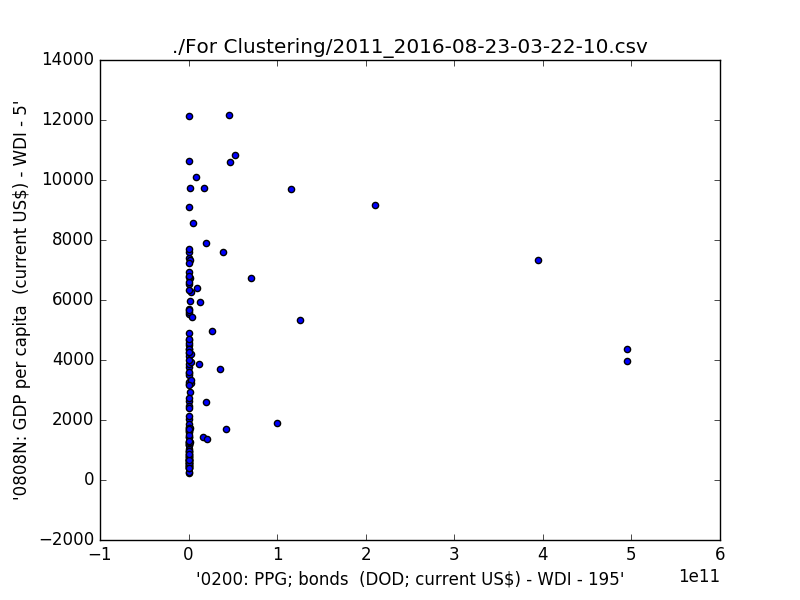 ./For Clustering/2011_2016-08-23-03-22-10.csv
14000
12000
10000
8000
6000
4000
2000
0
−2000
'0808N: GDP per capita  (current US$) - WDI - 5'
−1 0 1 2 3 4 5 6
1e11
'0200: PPG; bonds  (DOD; current US$) - WDI - 195'